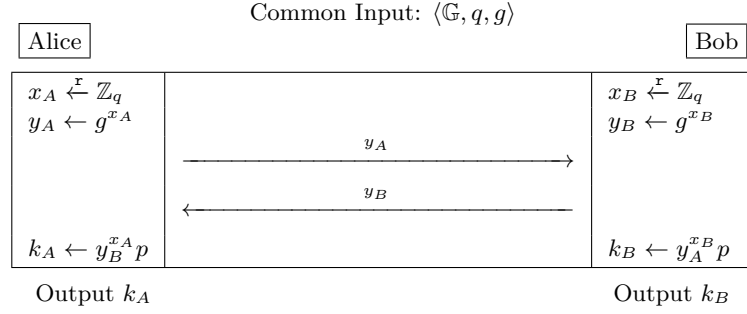 Common Input: ⟨𝔾, q, g⟩
Alice
Bob
x_A ←^r ℤ_q
y_A ← g^{x_A}
x_B ←^r ℤ_q
y_B ← g^{x_B}
y_A
y_B
k_A ← y_B^{x_A} p
k_B ← y_A^{x_B} p
Output k_A
Output k_B